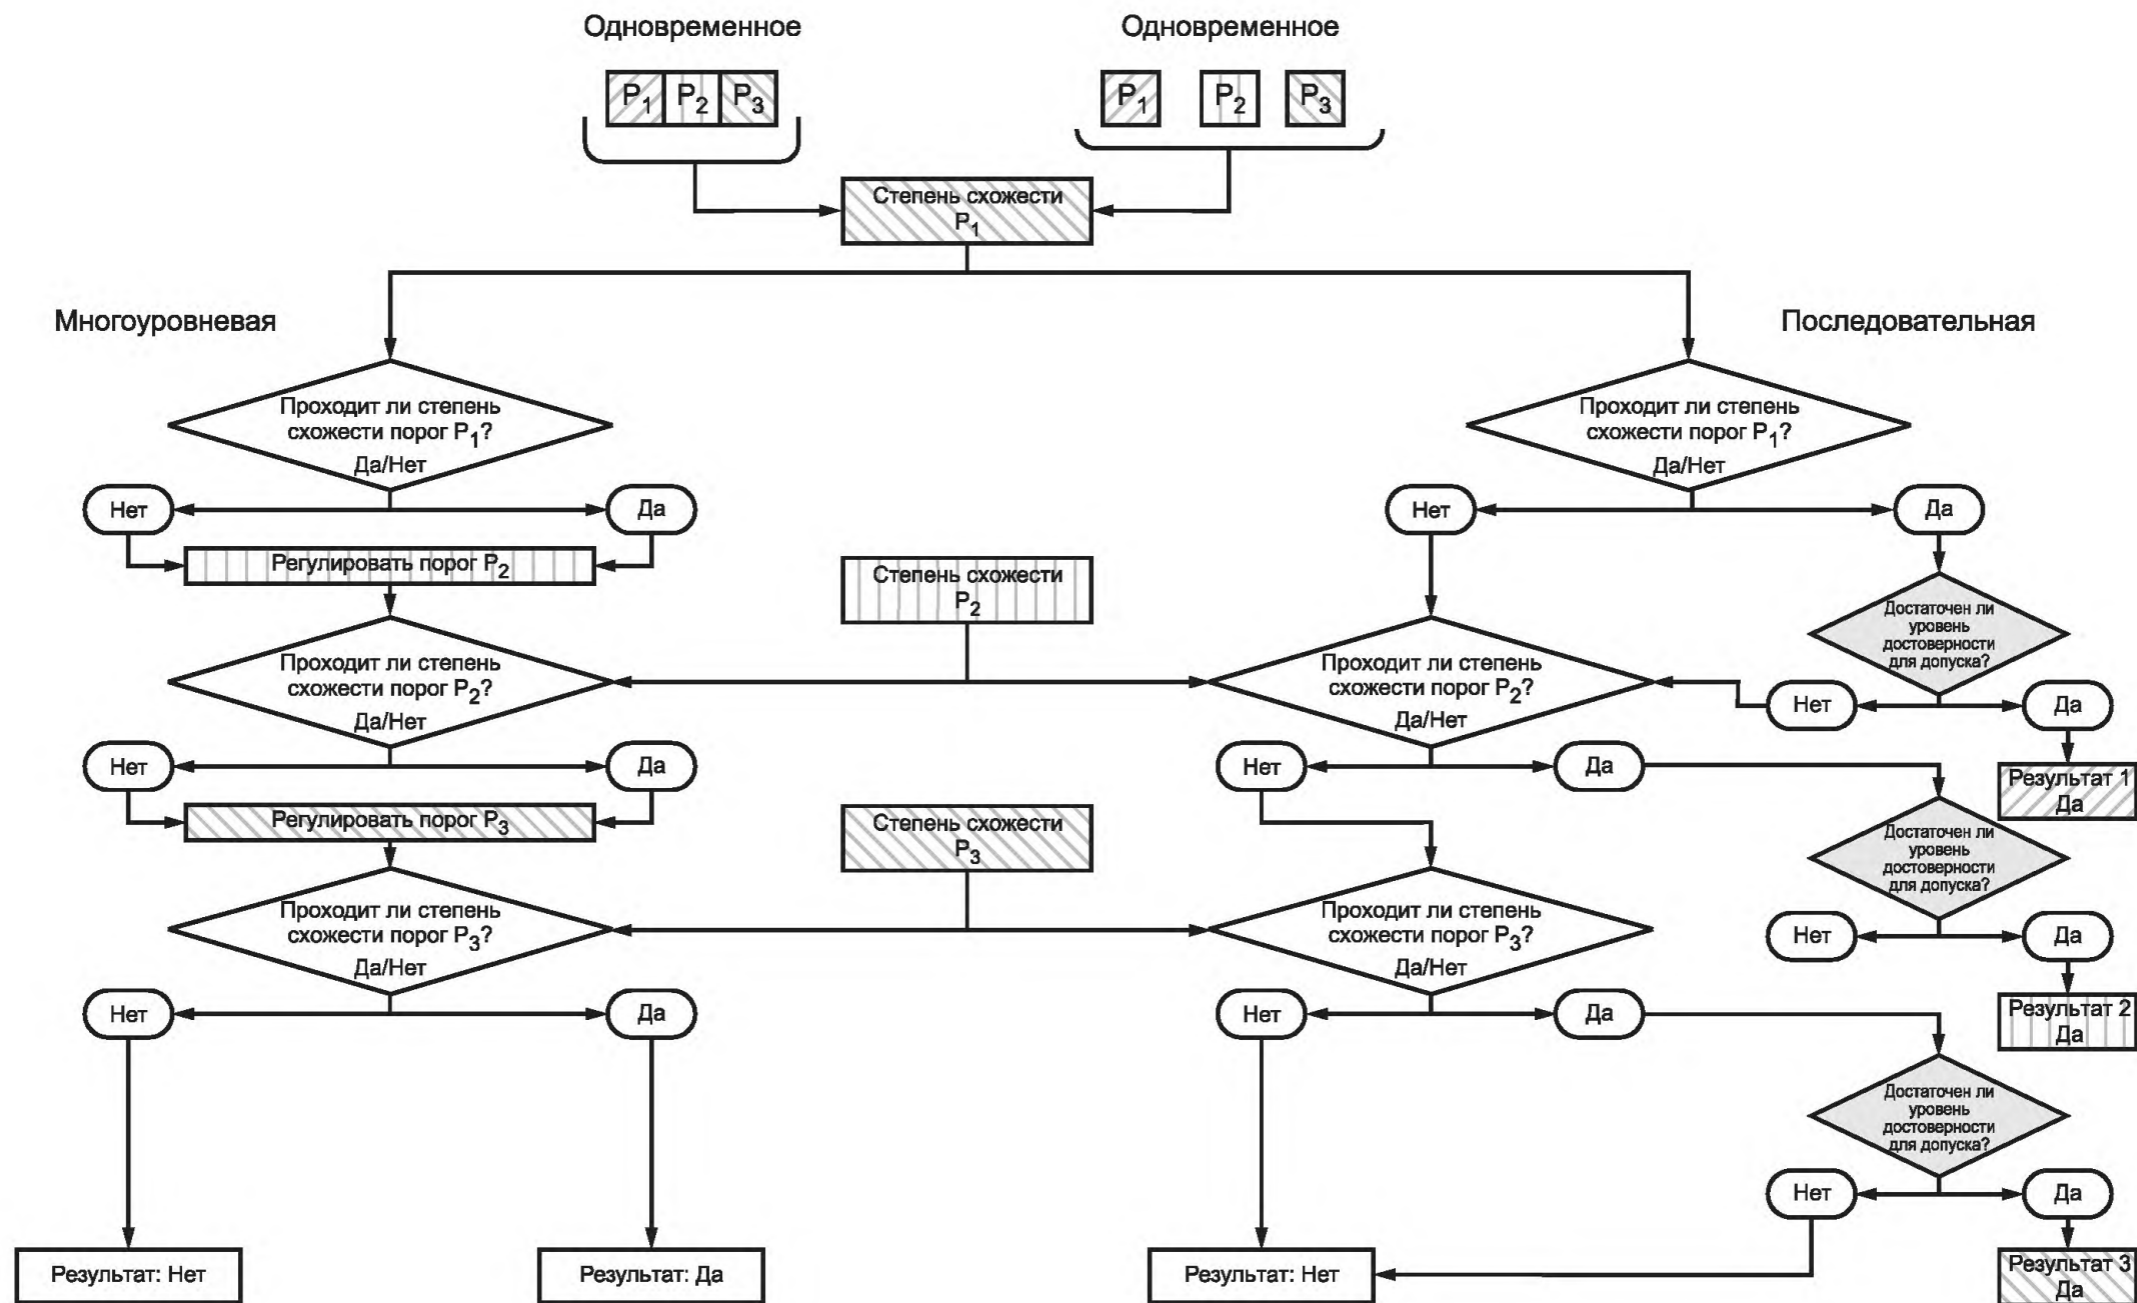 Одновременное
Одновременное
P1 P2 P3
P1 P2 P3
Степень схожести
P1
Многоуровневая
Последовательная
Проходит ли степень
схожести порог P1?
Да/Нет
Проходит ли степень
схожести порог P1?
Да/Нет
Нет
Да
Нет
Да
Регулировать порог P2
Степень схожести
P2
Достаточен ли
уровень
достоверности
для допуска?
Проходит ли степень
схожести порог P2?
Да/Нет
Проходит ли степень
схожести порог P2?
Да/Нет
Нет
Да
Нет
Да
Нет
Да
Результат 1
Да
Регулировать порог P3
Степень схожести
P3
Достаточен ли
уровень
достоверности
для допуска?
Проходит ли степень
схожести порог P3?
Да/Нет
Проходит ли степень
схожести порог P3?
Да/Нет
Нет
Да
Нет
Да
Нет
Да
Результат 2
Да
Достаточен ли
уровень
достоверности
для допуска?
Нет
Да
Результат: Нет
Результат: Да
Результат: Нет
Результат 3
Да